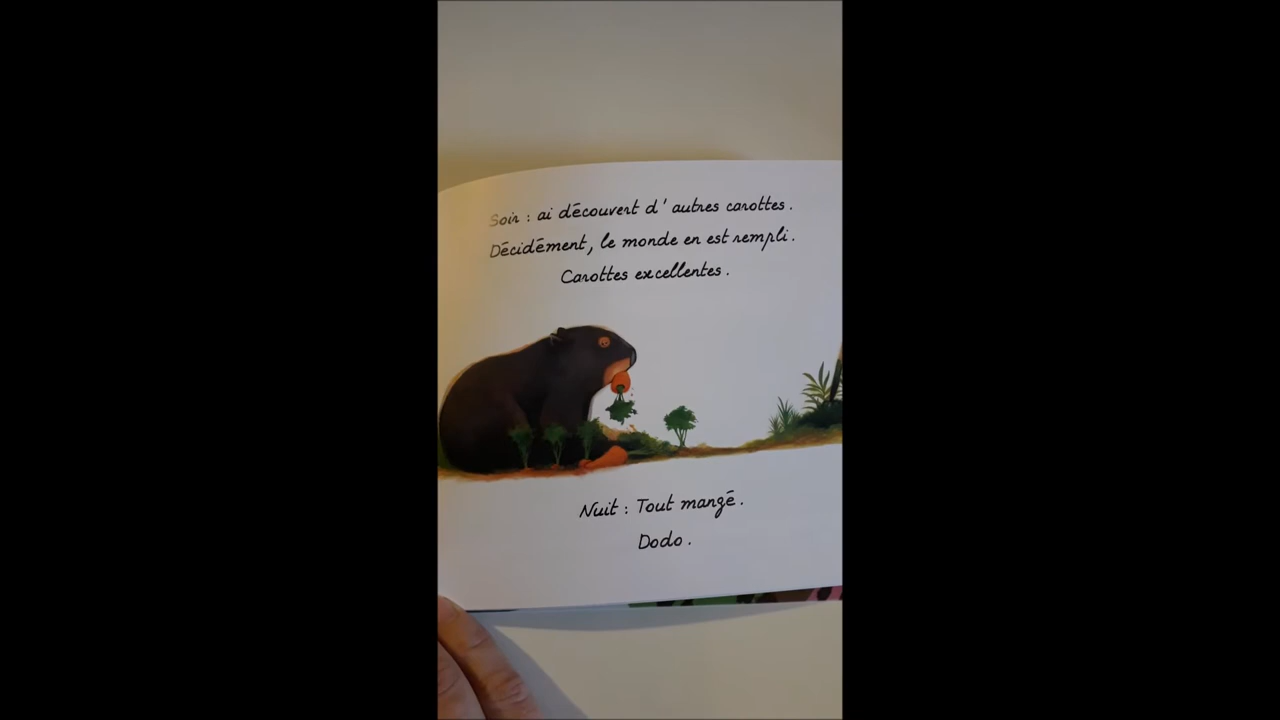 Soir : ai découvert d'autres carottes.
Décidément, le monde en est rempli.
Carottes excellentes.
Nuit : Tout mangé.
Dodo.